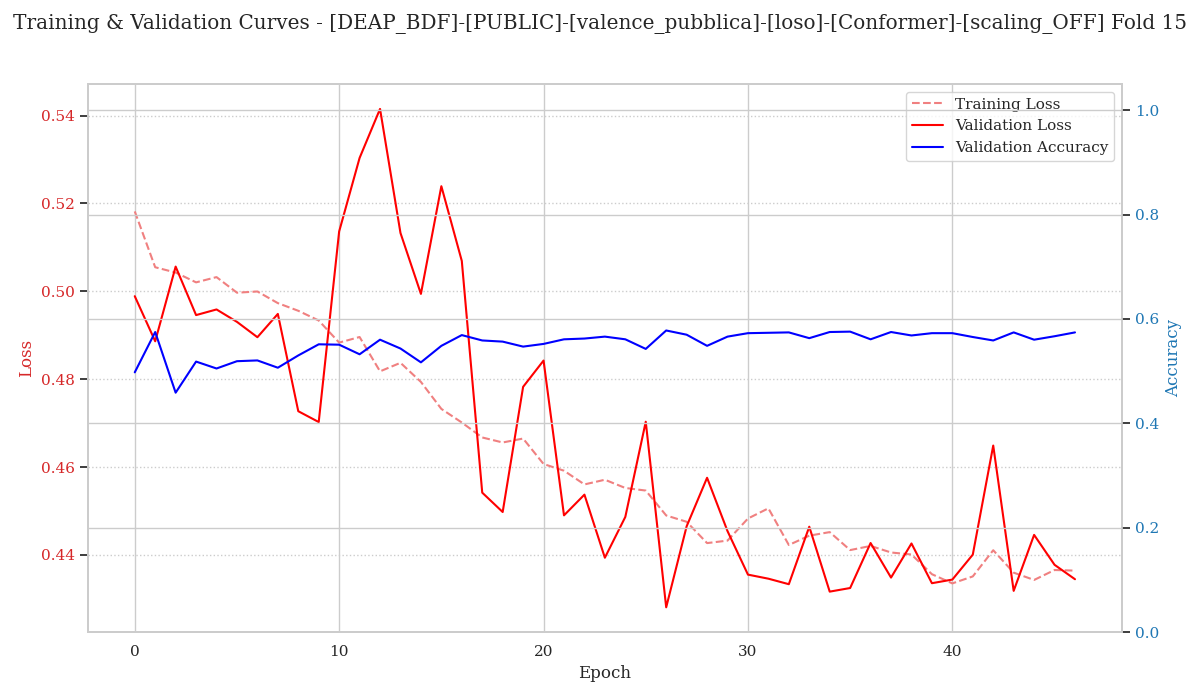 Training & Validation Curves - [DEAP_BDF]-[PUBLIC]-[valence_pubblica]-[loso]-[Conformer]-[scaling_OFF] Fold 15
Training Loss
Validation Loss
Validation Accuracy
0.54
0.52
0.50
0.48
0.46
0.44
Loss
1.0
0.8
0.6
0.4
0.2
0.0
Accuracy
0
10
20
30
40
Epoch